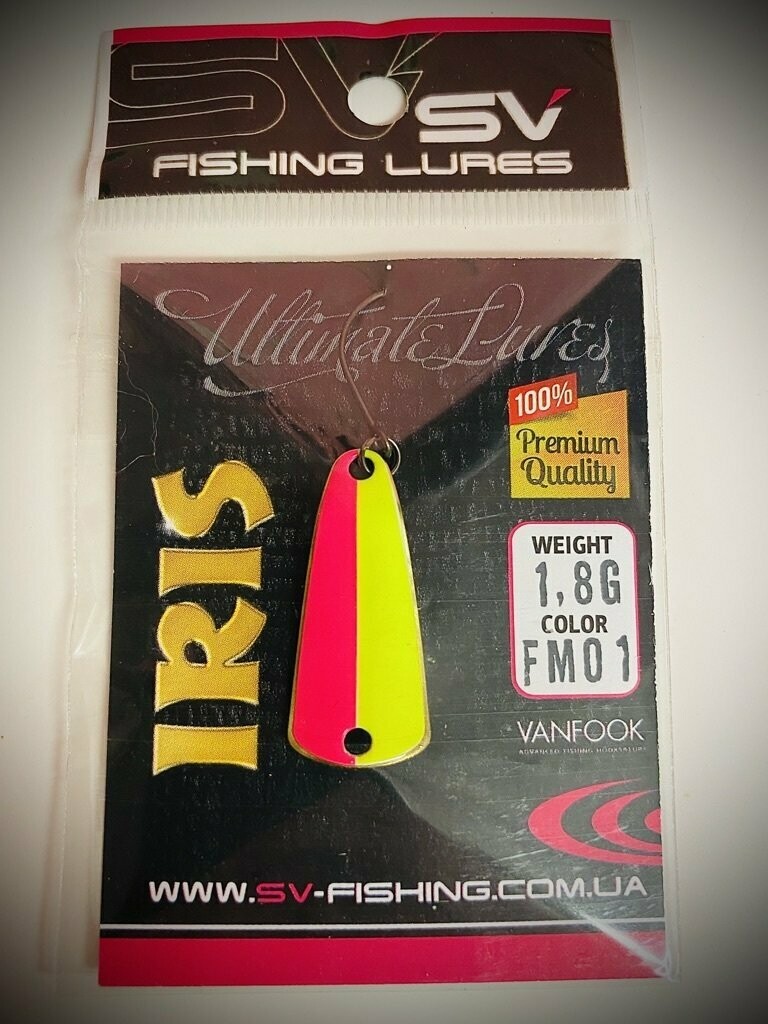 SV
SV
FISHING LURES
Ultimate Lures
100%
Premium
Quality
IRIS
WEIGHT
1,8G
COLOR
FM01
VANFOOK
WWW.SV-FISHING.COM.UA